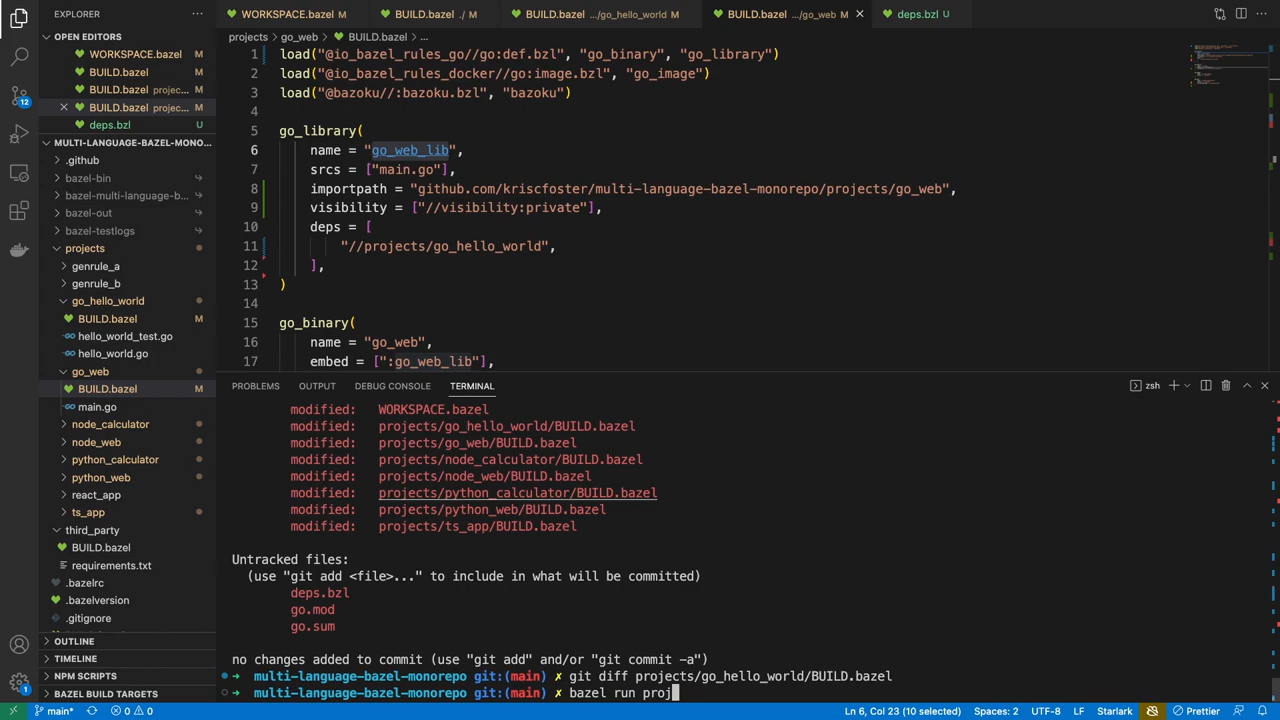 EXPLORER
OPEN EDITORS
WORKSPACE.bazel M
BUILD.bazel M
BUILD.bazel projec... M
BUILD.bazel projec... M
deps.bzl U
MULTI-LANGUAGE-BAZEL-MONO...
.github
bazel-bin
bazel-multi-language-b...
bazel-out
bazel-testlogs
projects
genrule_a
genrule_b
go_hello_world
BUILD.bazel M
hello_world_test.go
hello_world.go
go_web
BUILD.bazel M
main.go
node_calculator
node_web
python_calculator
python_web
react_app
ts_app
third_party
BUILD.bazel
requirements.txt
.bazelrc
.bazelversion
.gitignore
OUTLINE
TIMELINE
NPM SCRIPTS
BAZEL BUILD TARGETS
12
1
WORKSPACE.bazel M
BUILD.bazel ./ M
BUILD.bazel .../go_hello_world M
BUILD.bazel .../go_web M
deps.bzl U
projects > go_web > BUILD.bazel > ...
1 load("@io_bazel_rules_go//go:def.bzl", "go_binary", "go_library")
2 load("@io_bazel_rules_docker//go:image.bzl", "go_image")
3 load("@bazoku//:bazoku.bzl", "bazoku")
4
5 go_library(
6 name = "go_web_lib",
7 srcs = ["main.go"],
8 importpath = "github.com/kriscfoster/multi-language-bazel-monorepo/projects/go_web",
9 visibility = ["//visibility:private"],
10 deps = [
11 "//projects/go_hello_world",
12 ],
13 )
14
15 go_binary(
16 name = "go_web",
17 embed = [":go_web_lib"],
PROBLEMS OUTPUT DEBUG CONSOLE TERMINAL
zsh
modified: WORKSPACE.bazel
modified: projects/go_hello_world/BUILD.bazel
modified: projects/go_web/BUILD.bazel
modified: projects/node_calculator/BUILD.bazel
modified: projects/node_web/BUILD.bazel
modified: projects/python_calculator/BUILD.bazel
modified: projects/python_web/BUILD.bazel
modified: projects/ts_app/BUILD.bazel
Untracked files:
(use "git add <file>..." to include in what will be committed)
deps.bzl
go.mod
go.sum
no changes added to commit (use "git add" and/or "git commit -a")
➜ multi-language-bazel-monorepo git:(main) ✗ git diff projects/go_hello_world/BUILD.bazel
➜ multi-language-bazel-monorepo git:(main) ✗ bazel run proj
main* 0 0 Ln 6, Col 23 (10 selected) Spaces: 2 UTF-8 LF Starlark Prettier